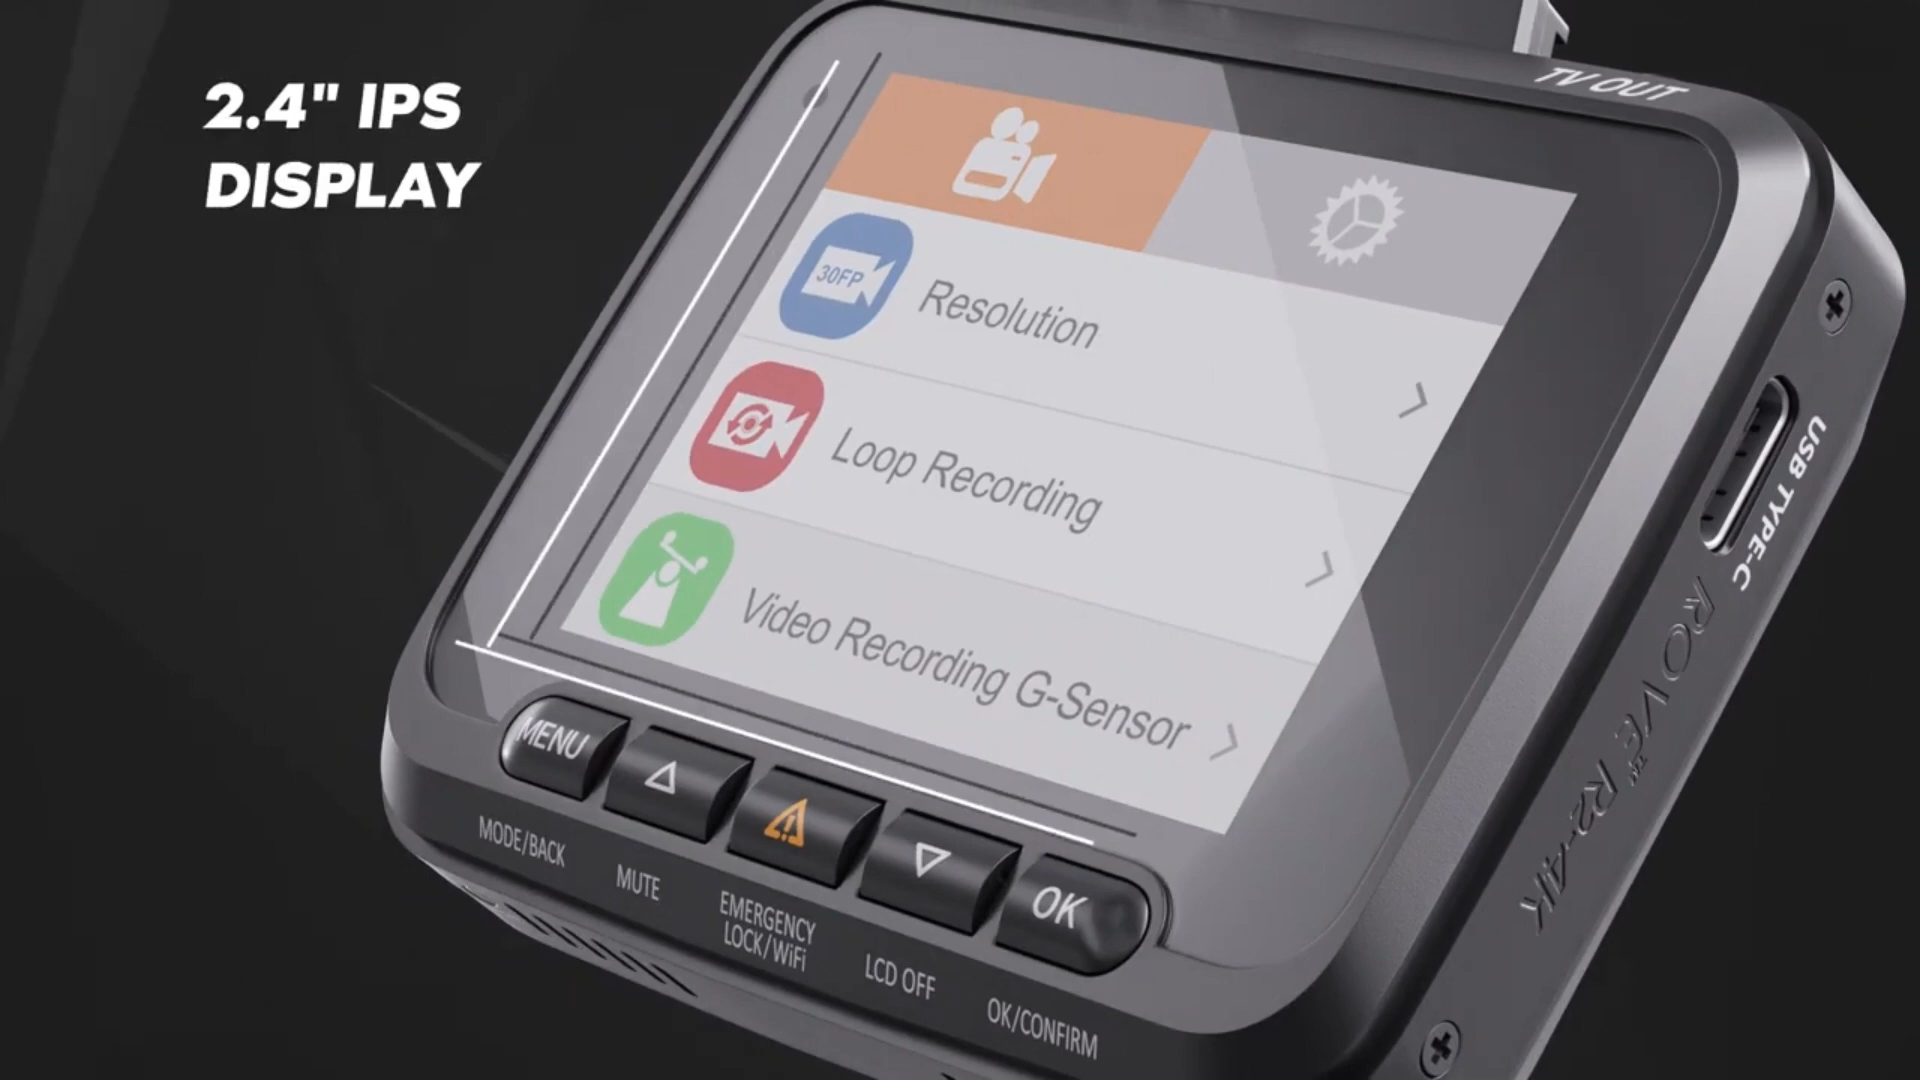 2.4" IPS
DISPLAY
TV OUT
30FP
Resolution
Loop Recording
Video Recording G-Sensor
USB TYPE-C
ROVE™ R2-4K
MENU
OK
MODE/BACK
MUTE
EMERGENCY
LOCK/WiFi
LCD OFF
OK/CONFIRM